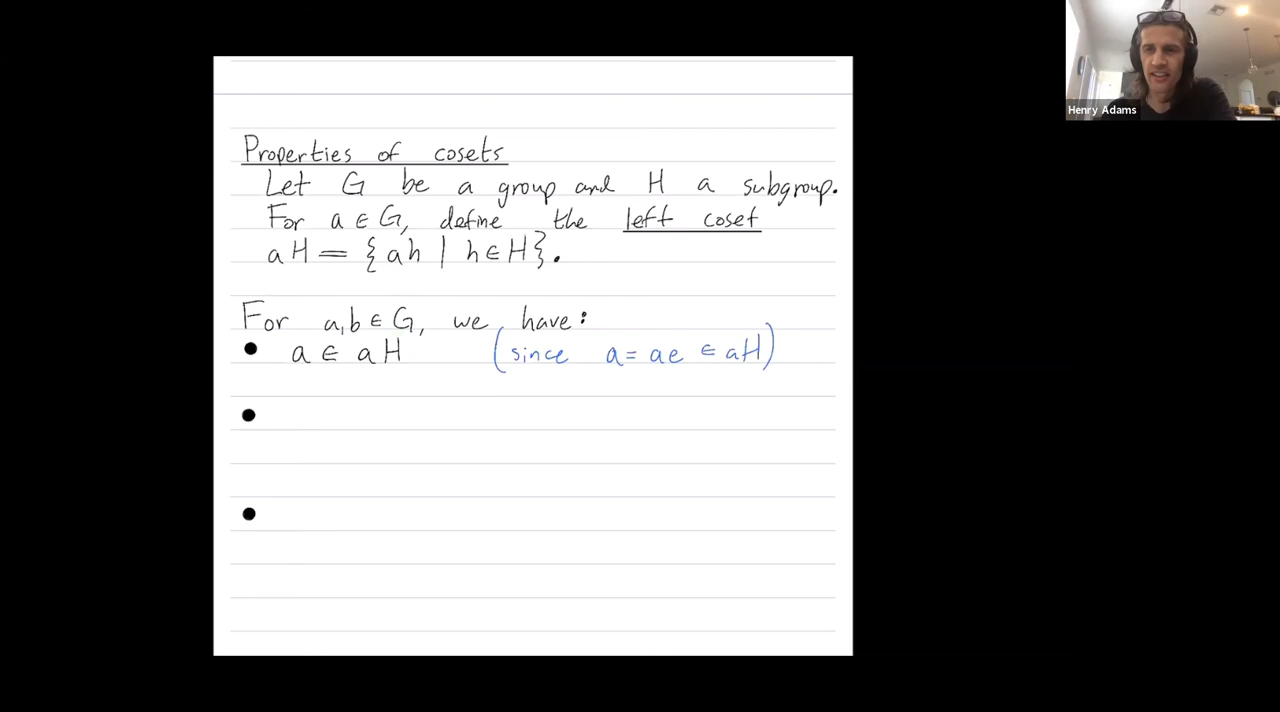 Properties of cosets
Let G be a group and H a subgroup.
For a ∈ G, define the left coset
aH = {ah | h ∈ H}.
For a,b ∈ G, we have:
• a ∈ aH (since a = ae ∈ aH)
•
•
Henry Adams